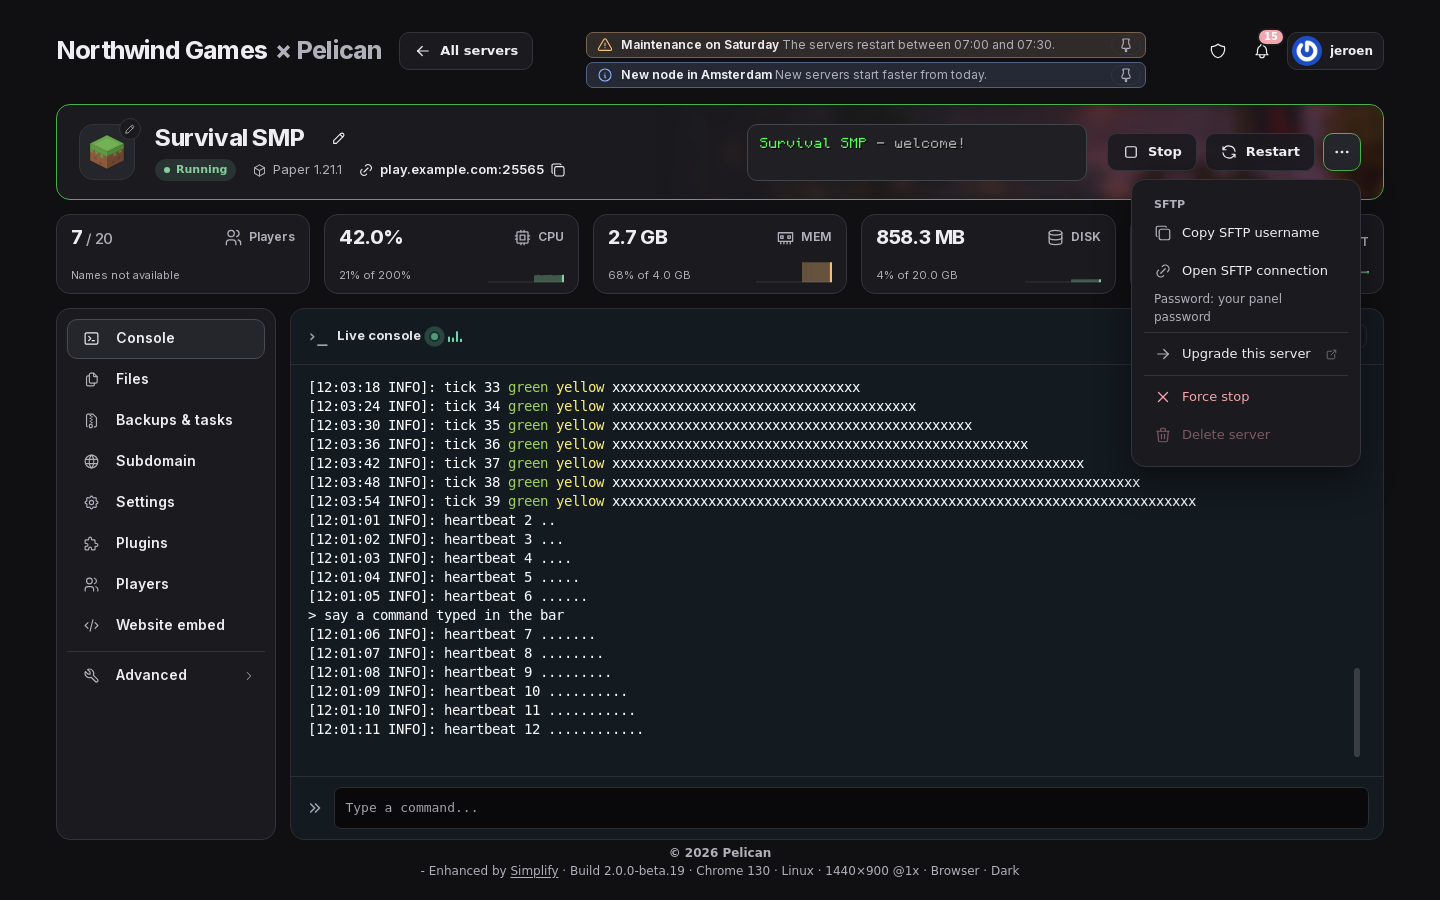 Northwind Games × Pelican
All servers
Maintenance on Saturday The servers restart between 07:00 and 07:30.
New node in Amsterdam New servers start faster from today.
15
jeroen
Survival SMP
Running
Paper 1.21.1
play.example.com:25565
Survival SMP - welcome!
Stop
Restart
7 / 20
Players
Names not available
42.0%
CPU
21% of 200%
2.7 GB
MEM
68% of 4.0 GB
858.3 MB
DISK
4% of 20.0 GB
T
SFTP
Copy SFTP username
Open SFTP connection
Password: your panel
password
Upgrade this server
Force stop
Delete server
Console
Files
Backups & tasks
Subdomain
Settings
Plugins
Players
Website embed
Advanced
Live console
[12:03:18 INFO]: tick 33 green yellow xxxxxxxxxxxxxxxxxxxxxxxxxxxxxxx
[12:03:24 INFO]: tick 34 green yellow xxxxxxxxxxxxxxxxxxxxxxxxxxxxxxxxxxxxxx
[12:03:30 INFO]: tick 35 green yellow xxxxxxxxxxxxxxxxxxxxxxxxxxxxxxxxxxxxxxxxxxxxx
[12:03:36 INFO]: tick 36 green yellow xxxxxxxxxxxxxxxxxxxxxxxxxxxxxxxxxxxxxxxxxxxxxxxxxxxx
[12:03:42 INFO]: tick 37 green yellow xxxxxxxxxxxxxxxxxxxxxxxxxxxxxxxxxxxxxxxxxxxxxxxxxxxxxxxxxxx
[12:03:48 INFO]: tick 38 green yellow xxxxxxxxxxxxxxxxxxxxxxxxxxxxxxxxxxxxxxxxxxxxxxxxxxxxxxxxxxxxxxxxxx
[12:03:54 INFO]: tick 39 green yellow xxxxxxxxxxxxxxxxxxxxxxxxxxxxxxxxxxxxxxxxxxxxxxxxxxxxxxxxxxxxxxxxxxxxxxxxx
[12:01:01 INFO]: heartbeat 2 ..
[12:01:02 INFO]: heartbeat 3 ...
[12:01:03 INFO]: heartbeat 4 ....
[12:01:04 INFO]: heartbeat 5 .....
[12:01:05 INFO]: heartbeat 6 ......
> say a command typed in the bar
[12:01:06 INFO]: heartbeat 7 .......
[12:01:07 INFO]: heartbeat 8 ........
[12:01:08 INFO]: heartbeat 9 .........
[12:01:09 INFO]: heartbeat 10 ..........
[12:01:10 INFO]: heartbeat 11 ...........
[12:01:11 INFO]: heartbeat 12 ............
Type a command...
© 2026 Pelican
- Enhanced by Simplify · Build 2.0.0-beta.19 · Chrome 130 · Linux · 1440×900 @1x · Browser · Dark